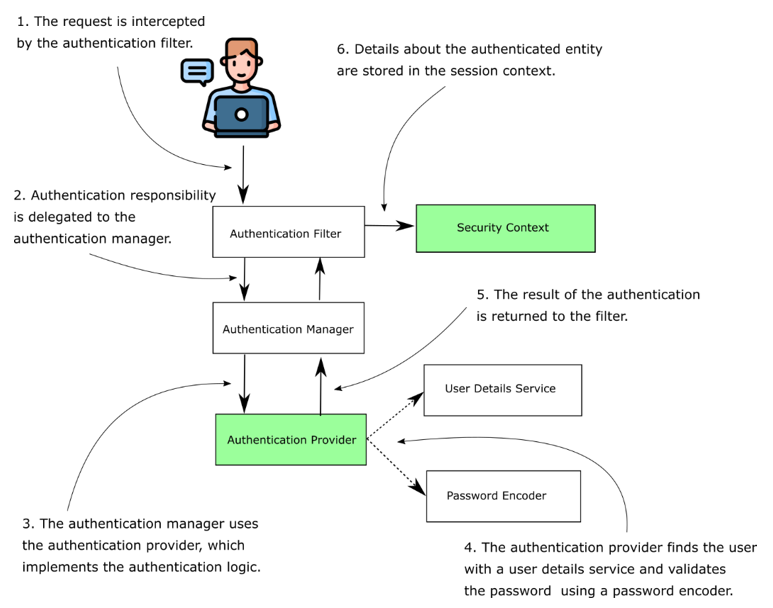 1. The request is intercepted
by the authentication filter.
6. Details about the authenticated entity
are stored in the session context.
2. Authentication responsibility
is delegated to the
authentication manager.
Authentication Filter
Security Context
5. The result of the authentication
is returned to the filter.
Authentication Manager
User Details Service
Authentication Provider
Password Encoder
3. The authentication manager uses
the authentication provider, which
implements the authentication logic.
4. The authentication provider finds the user
with a user details service and validates
the password using a password encoder.